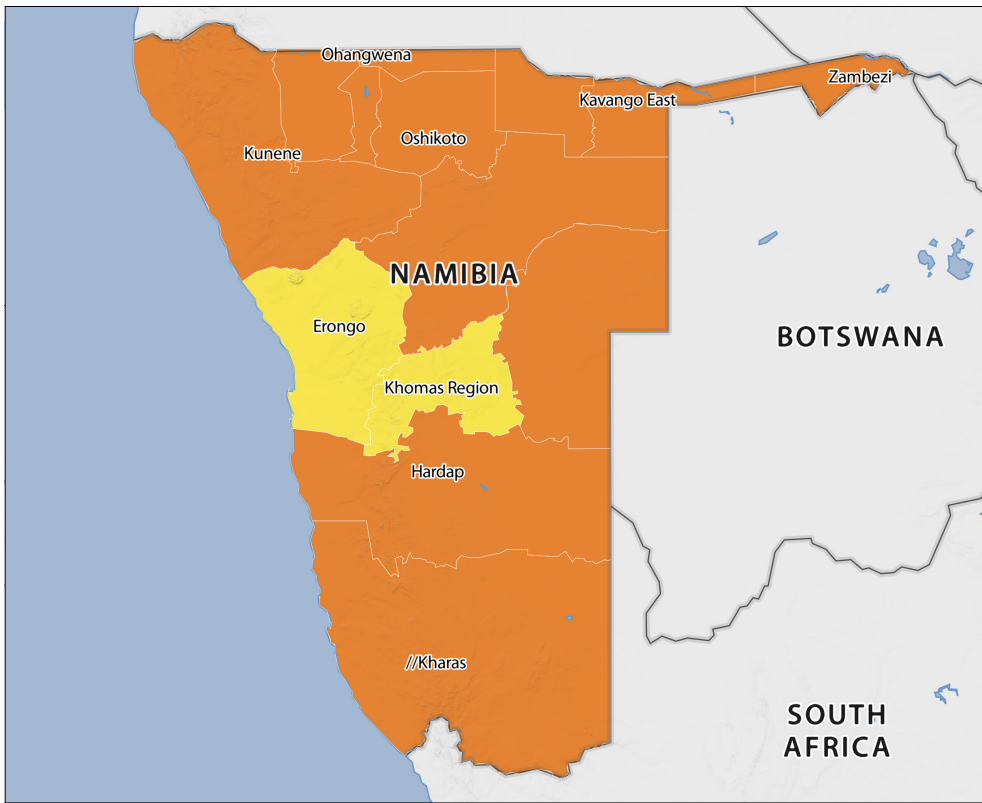 Ohangwena
Zambezi
Kavango East
Oshikoto
Kunene
NAMIBIA
Erongo
BOTSWANA
Khomas Region
Hardap
//Kharas
SOUTH
AFRICA